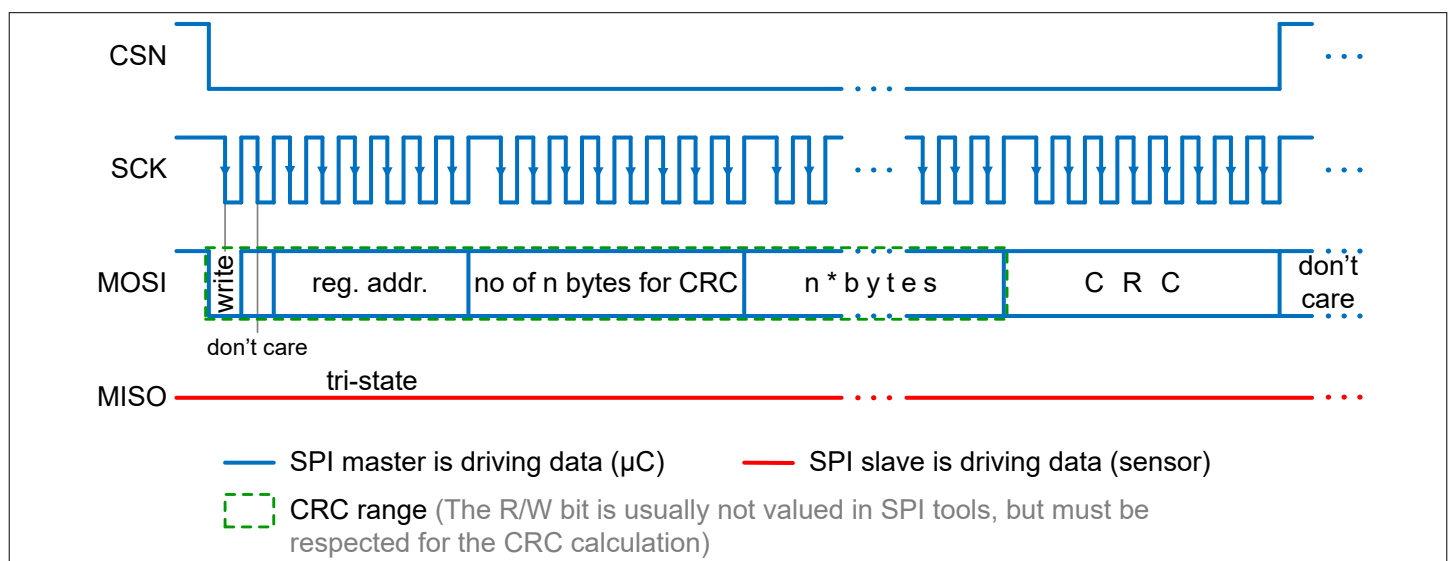 CSN
SCK
MOSI
write
reg. addr.
no of n bytes for CRC
n * b y t e s
C R C
don't
care
don't care
tri-state
MISO
SPI master is driving data (µC)
SPI slave is driving data (sensor)
CRC range (The R/W bit is usually not valued in SPI tools, but must be
respected for the CRC calculation)